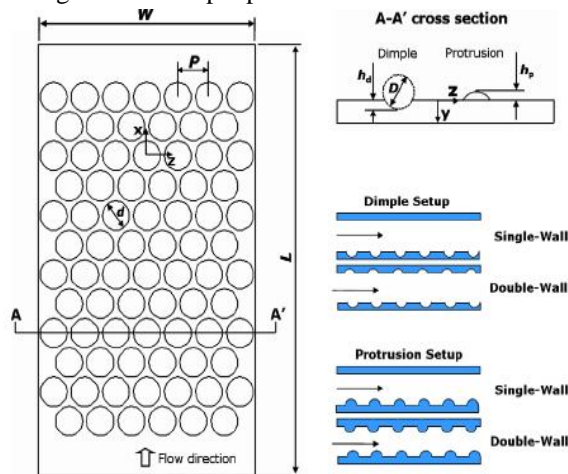 W
P
x
z
d
L
A
A'
Flow direction
A-A' cross section
Dimple
Protrusion
h_d
D
h_p
z
y
Dimple Setup
Single-Wall
Double-Wall
Protrusion Setup
Single-Wall
Double-Wall